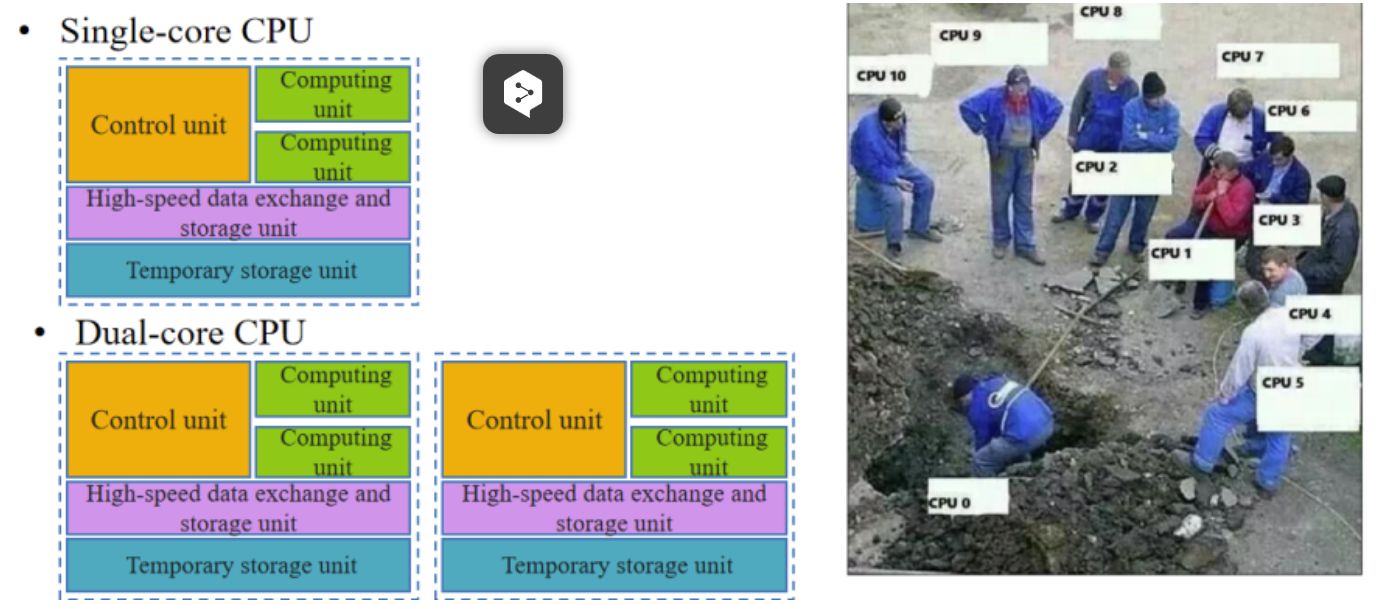 • Single-core CPU
Control unit
Computing
unit
Computing
unit
High-speed data exchange and
storage unit
Temporary storage unit
• Dual-core CPU
Control unit
Computing
unit
Computing
unit
High-speed data exchange and
storage unit
Temporary storage unit
Control unit
Computing
unit
Computing
unit
High-speed data exchange and
storage unit
Temporary storage unit
CPU 8
CPU 9
CPU 7
CPU 10
CPU 6
CPU 2
CPU 3
CPU 1
CPU 4
CPU 5
CPU 0